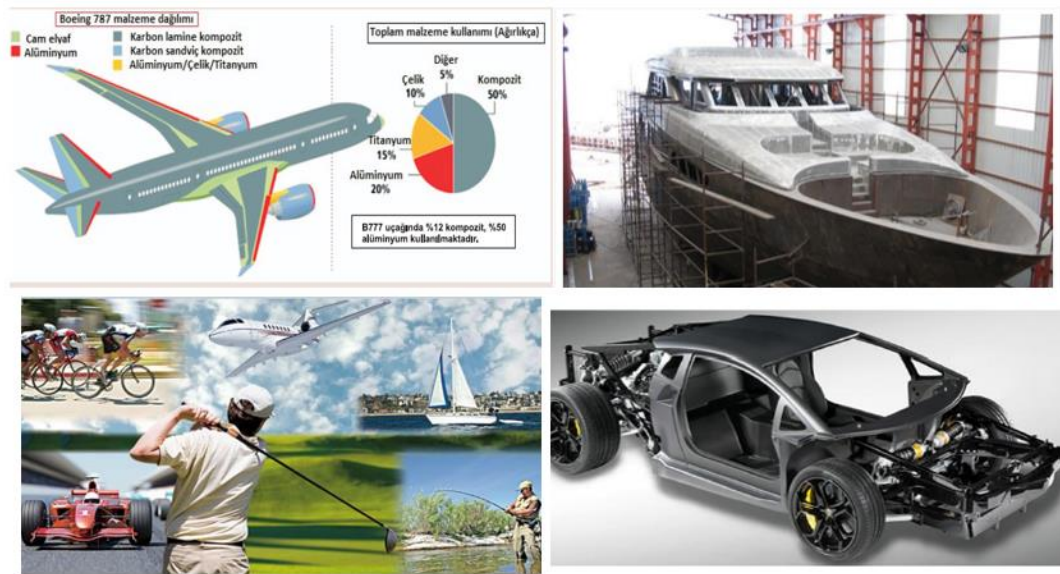 Boeing 787 malzeme dağılımı
Cam elyaf
Alüminyum
Karbon lamine kompozit
Karbon sandviç kompozit
Alüminyum/Çelik/Titanyum
Toplam malzeme kullanımı (Ağırlıkça)
Diğer
5%
Çelik
10%
Kompozit
50%
Titanyum
15%
Alüminyum
20%
B777 uçağında %12 kompozit, %50
alüminyum kullanılmaktadır.